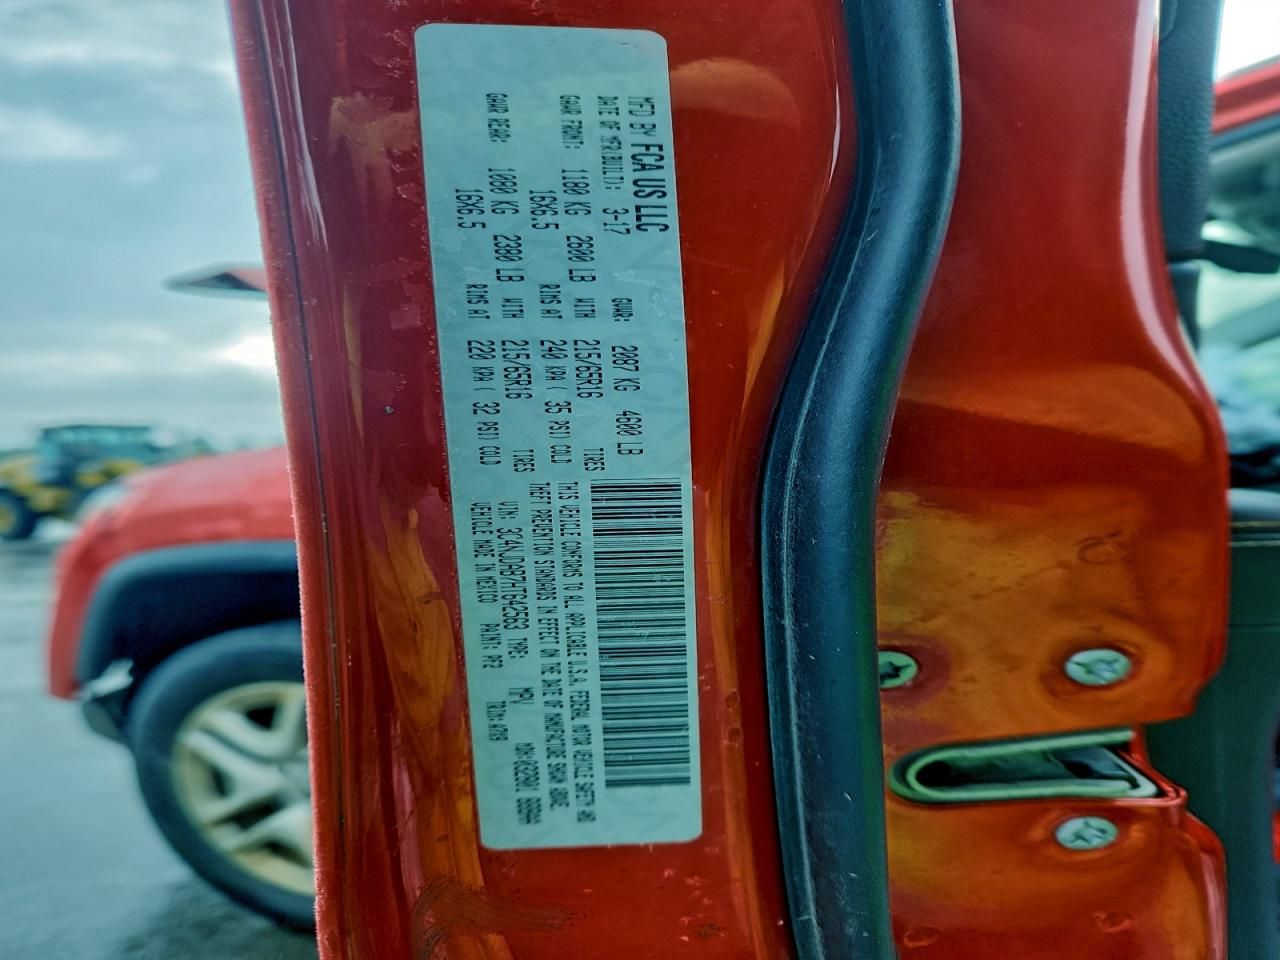 MFD BY FCA US LLC
DATE OF MFR(BUILT): 3-17 GVWR: 2087 KG 4600 LB
GAWR FRONT: 1180 KG 2600 LB WITH 215/65R16 TIRES
16X6.5 RIMS AT 240 KPA ( 35 PSI) COLD
GAWR REAR: 1080 KG 2380 LB WITH 215/65R16 TIRES
16X6.5 RIMS AT 220 KPA ( 32 PSI) COLD
THIS VEHICLE CONFORMS TO ALL APPLICABLE U.S.A. FEDERAL MOTOR VEHICLE SAFETY AND
THEFT PREVENTION STANDARDS IN EFFECT ON THE DATE OF MANUFACTURE SHOWN ABOVE.
VIN: 3C4NJDAB7HT642563 TYPE: MPV
VEHICLE MADE IN MEXICO PAINT: PF2